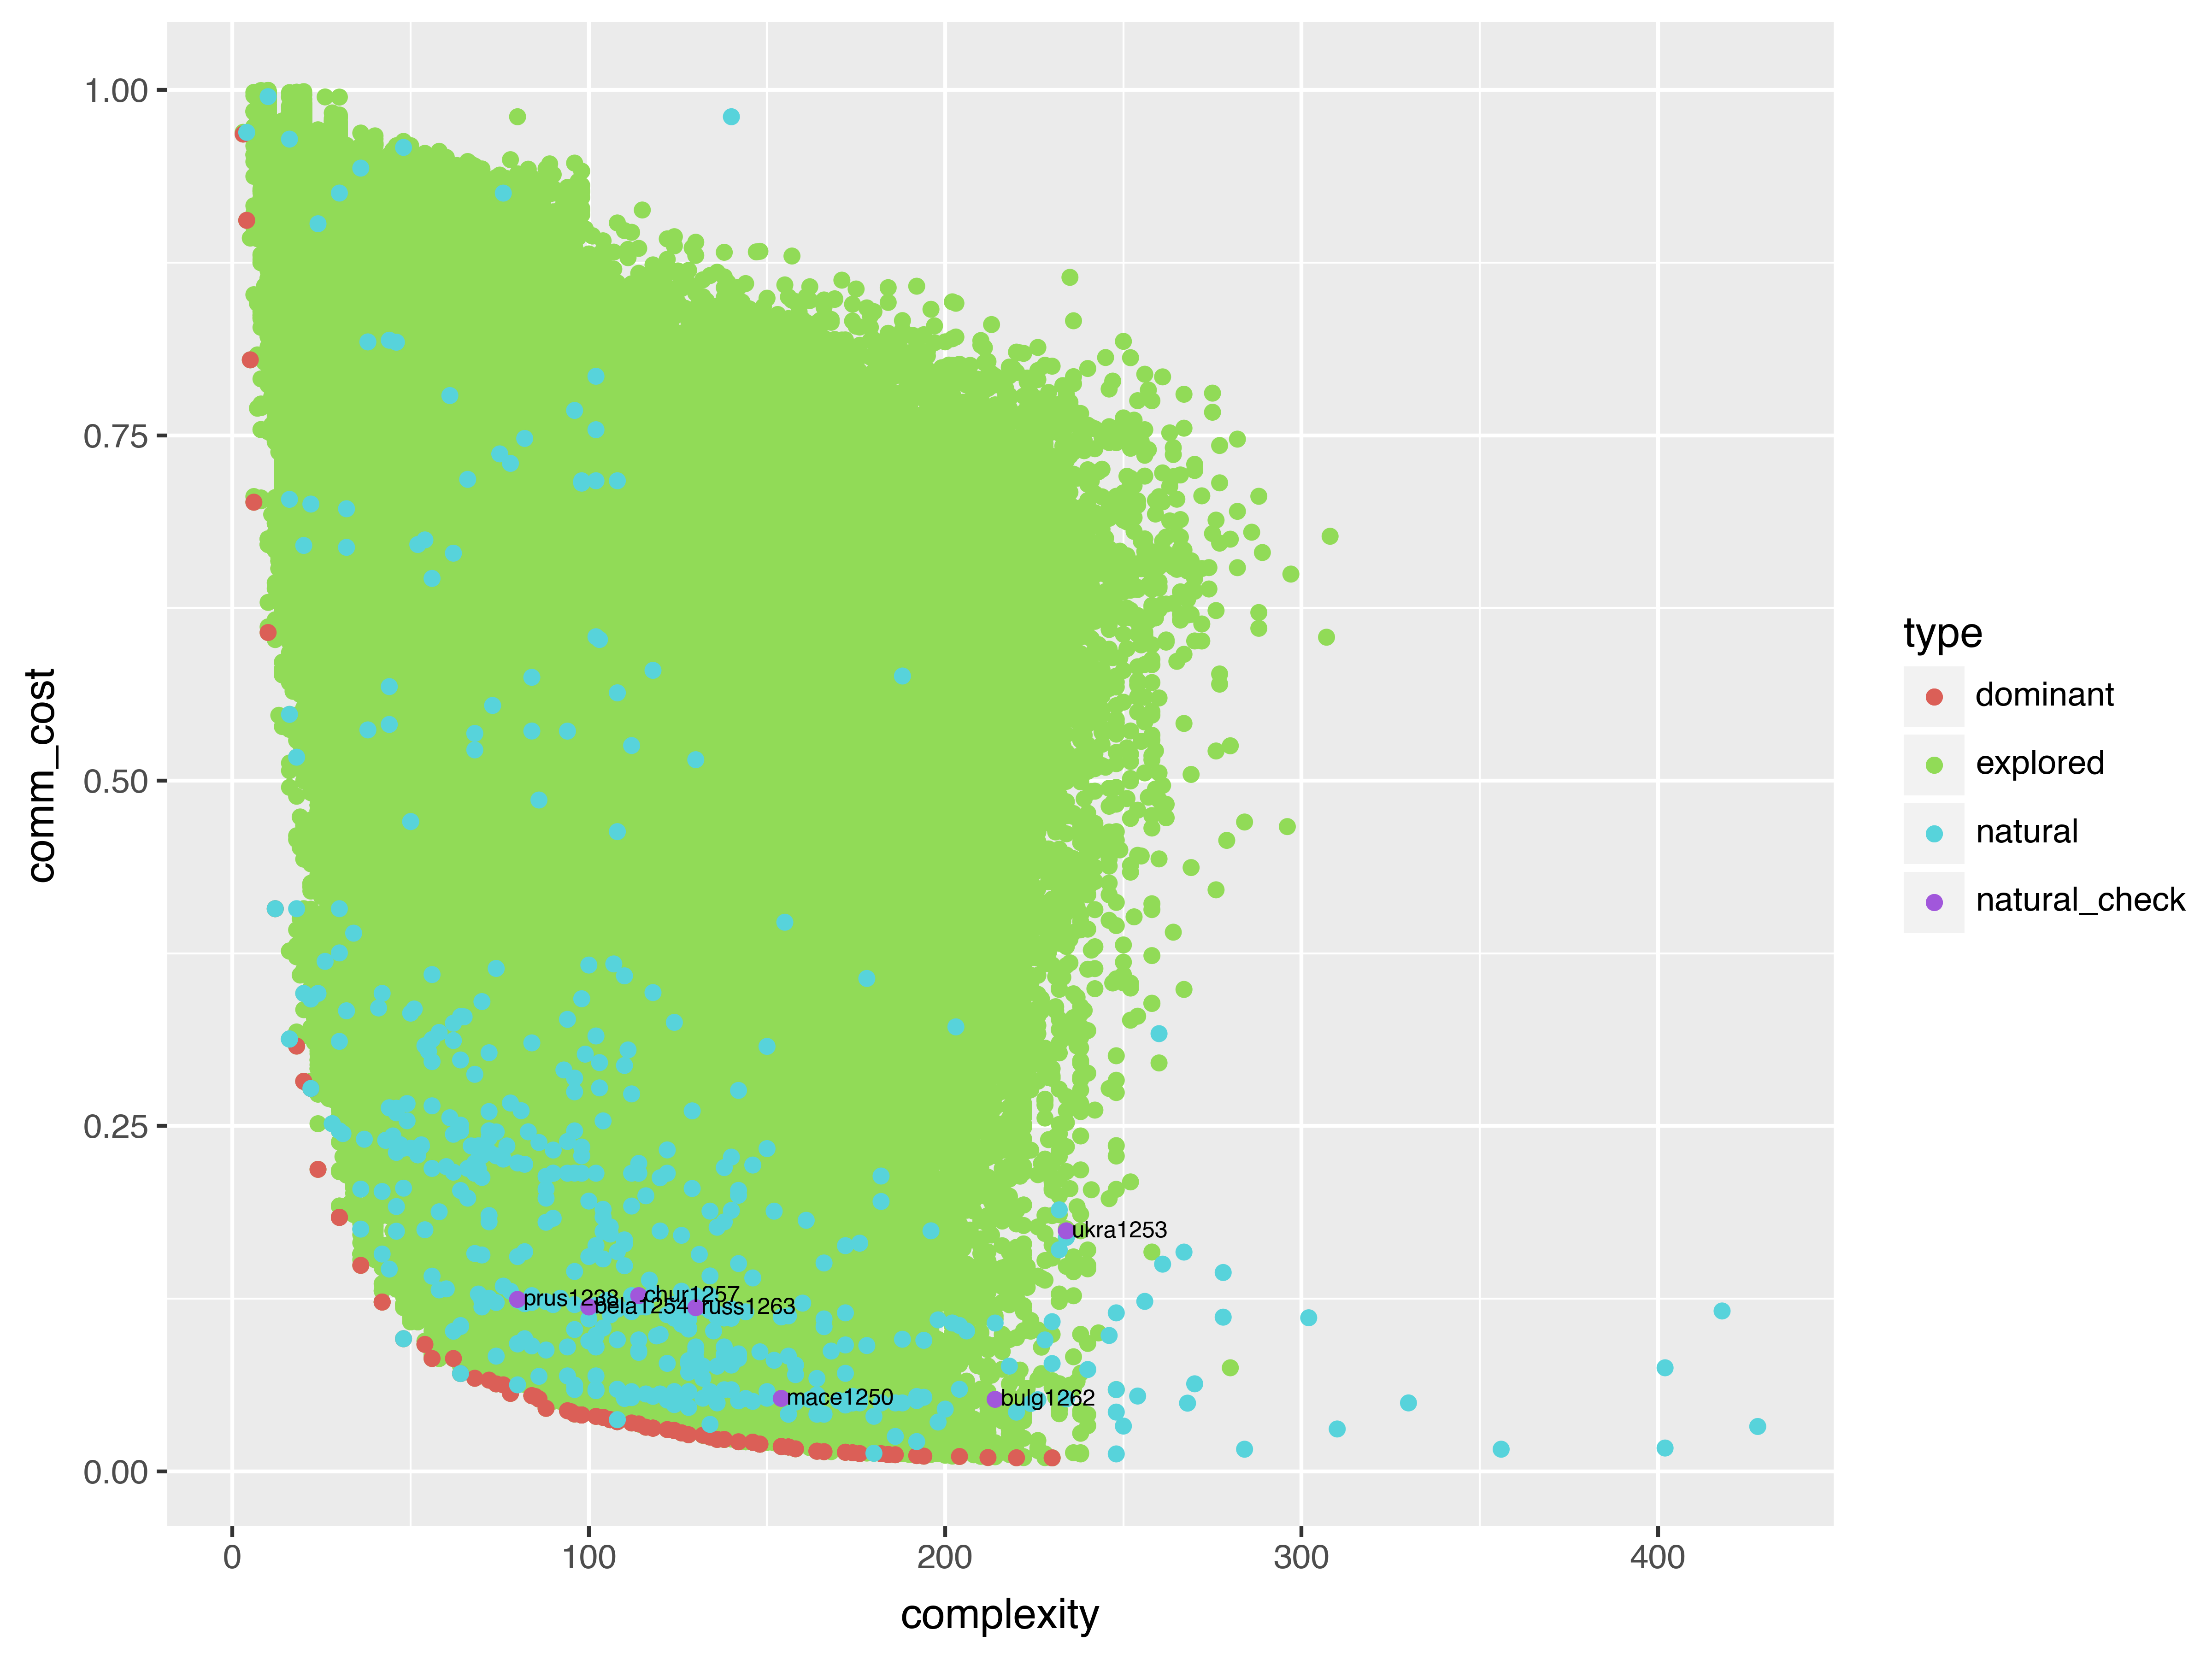 1.00
0.75
0.50
0.25
0.00
comm_cost
0
100
200
300
400
complexity
ukra1253
prus1238
bela1254
chur1257
russ1263
mace1250
bulg1262
type
dominant
explored
natural
natural_check